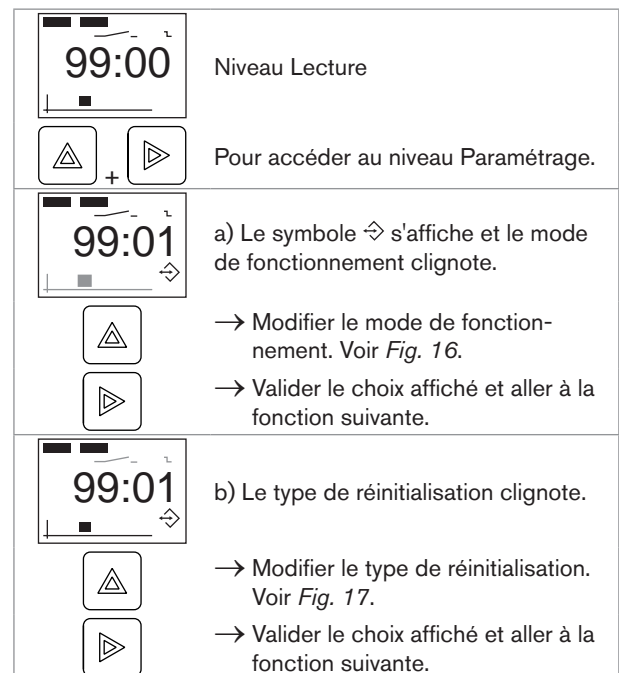 99:00
Niveau Lecture
+
Pour accéder au niveau Paramétrage.
99:01
a) Le symbole s'affiche et le mode
de fonctionnement clignote.
→ Modifier le mode de fonction-
nement. Voir Fig. 16.
→ Valider le choix affiché et aller à la
fonction suivante.
99:01
b) Le type de réinitialisation clignote.
→ Modifier le type de réinitialisation.
Voir Fig. 17.
→ Valider le choix affiché et aller à la
fonction suivante.